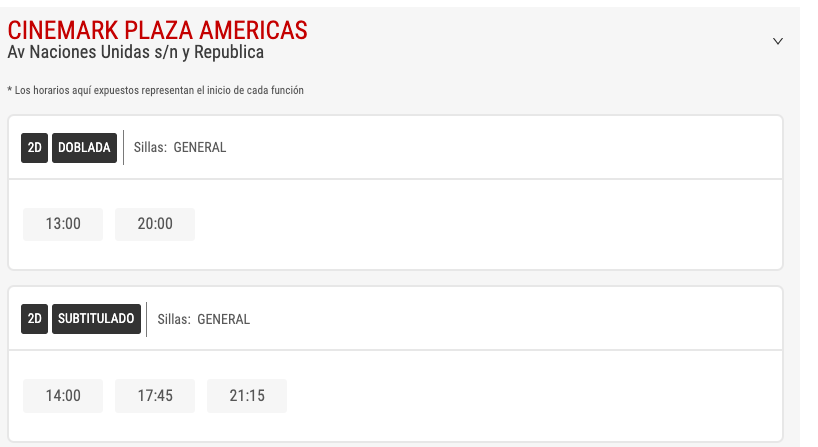 CINEMARK PLAZA AMERICAS
Av Naciones Unidas s/n y Republica
* Los horarios aquí expuestos representan el inicio de cada función
2D DOBLADA Sillas: GENERAL
13:00 20:00
2D SUBTITULADO Sillas: GENERAL
14:00 17:45 21:15